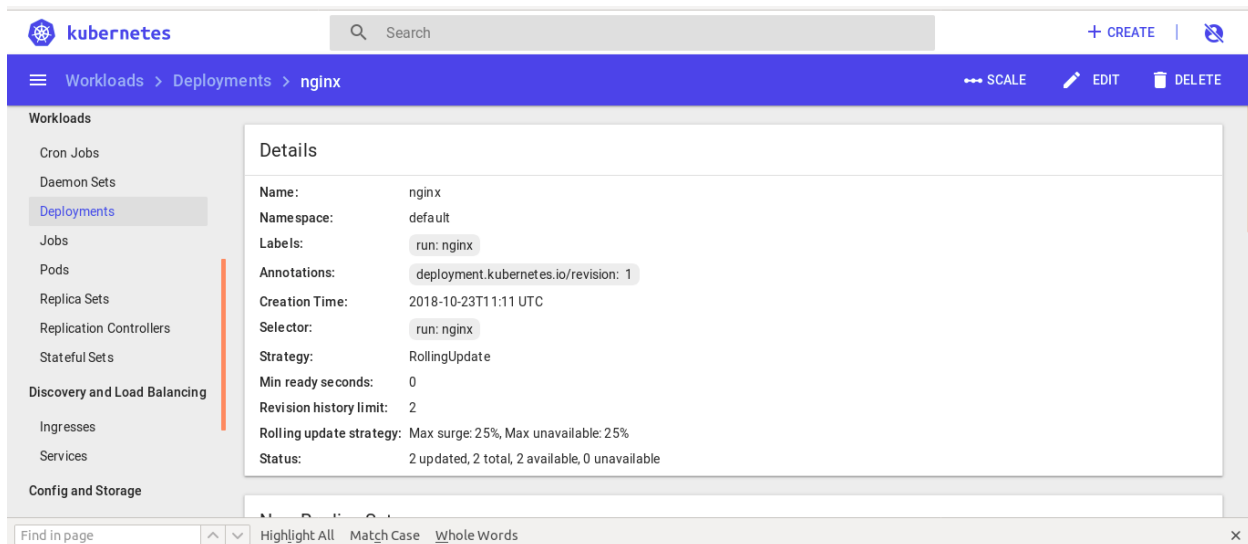 kubernetes
Search
+ CREATE
Workloads > Deployments > nginx
SCALE
EDIT
DELETE
Workloads
Cron Jobs
Daemon Sets
Deployments
Jobs
Pods
Replica Sets
Replication Controllers
Stateful Sets
Discovery and Load Balancing
Ingresses
Services
Config and Storage
Details
Name: nginx
Namespace: default
Labels: run: nginx
Annotations: deployment.kubernetes.io/revision: 1
Creation Time: 2018-10-23T11:11 UTC
Selector: run: nginx
Strategy: RollingUpdate
Min ready seconds: 0
Revision history limit: 2
Rolling update strategy: Max surge: 25%, Max unavailable: 25%
Status: 2 updated, 2 total, 2 available, 0 unavailable
Find in page
Highlight All Match Case Whole Words